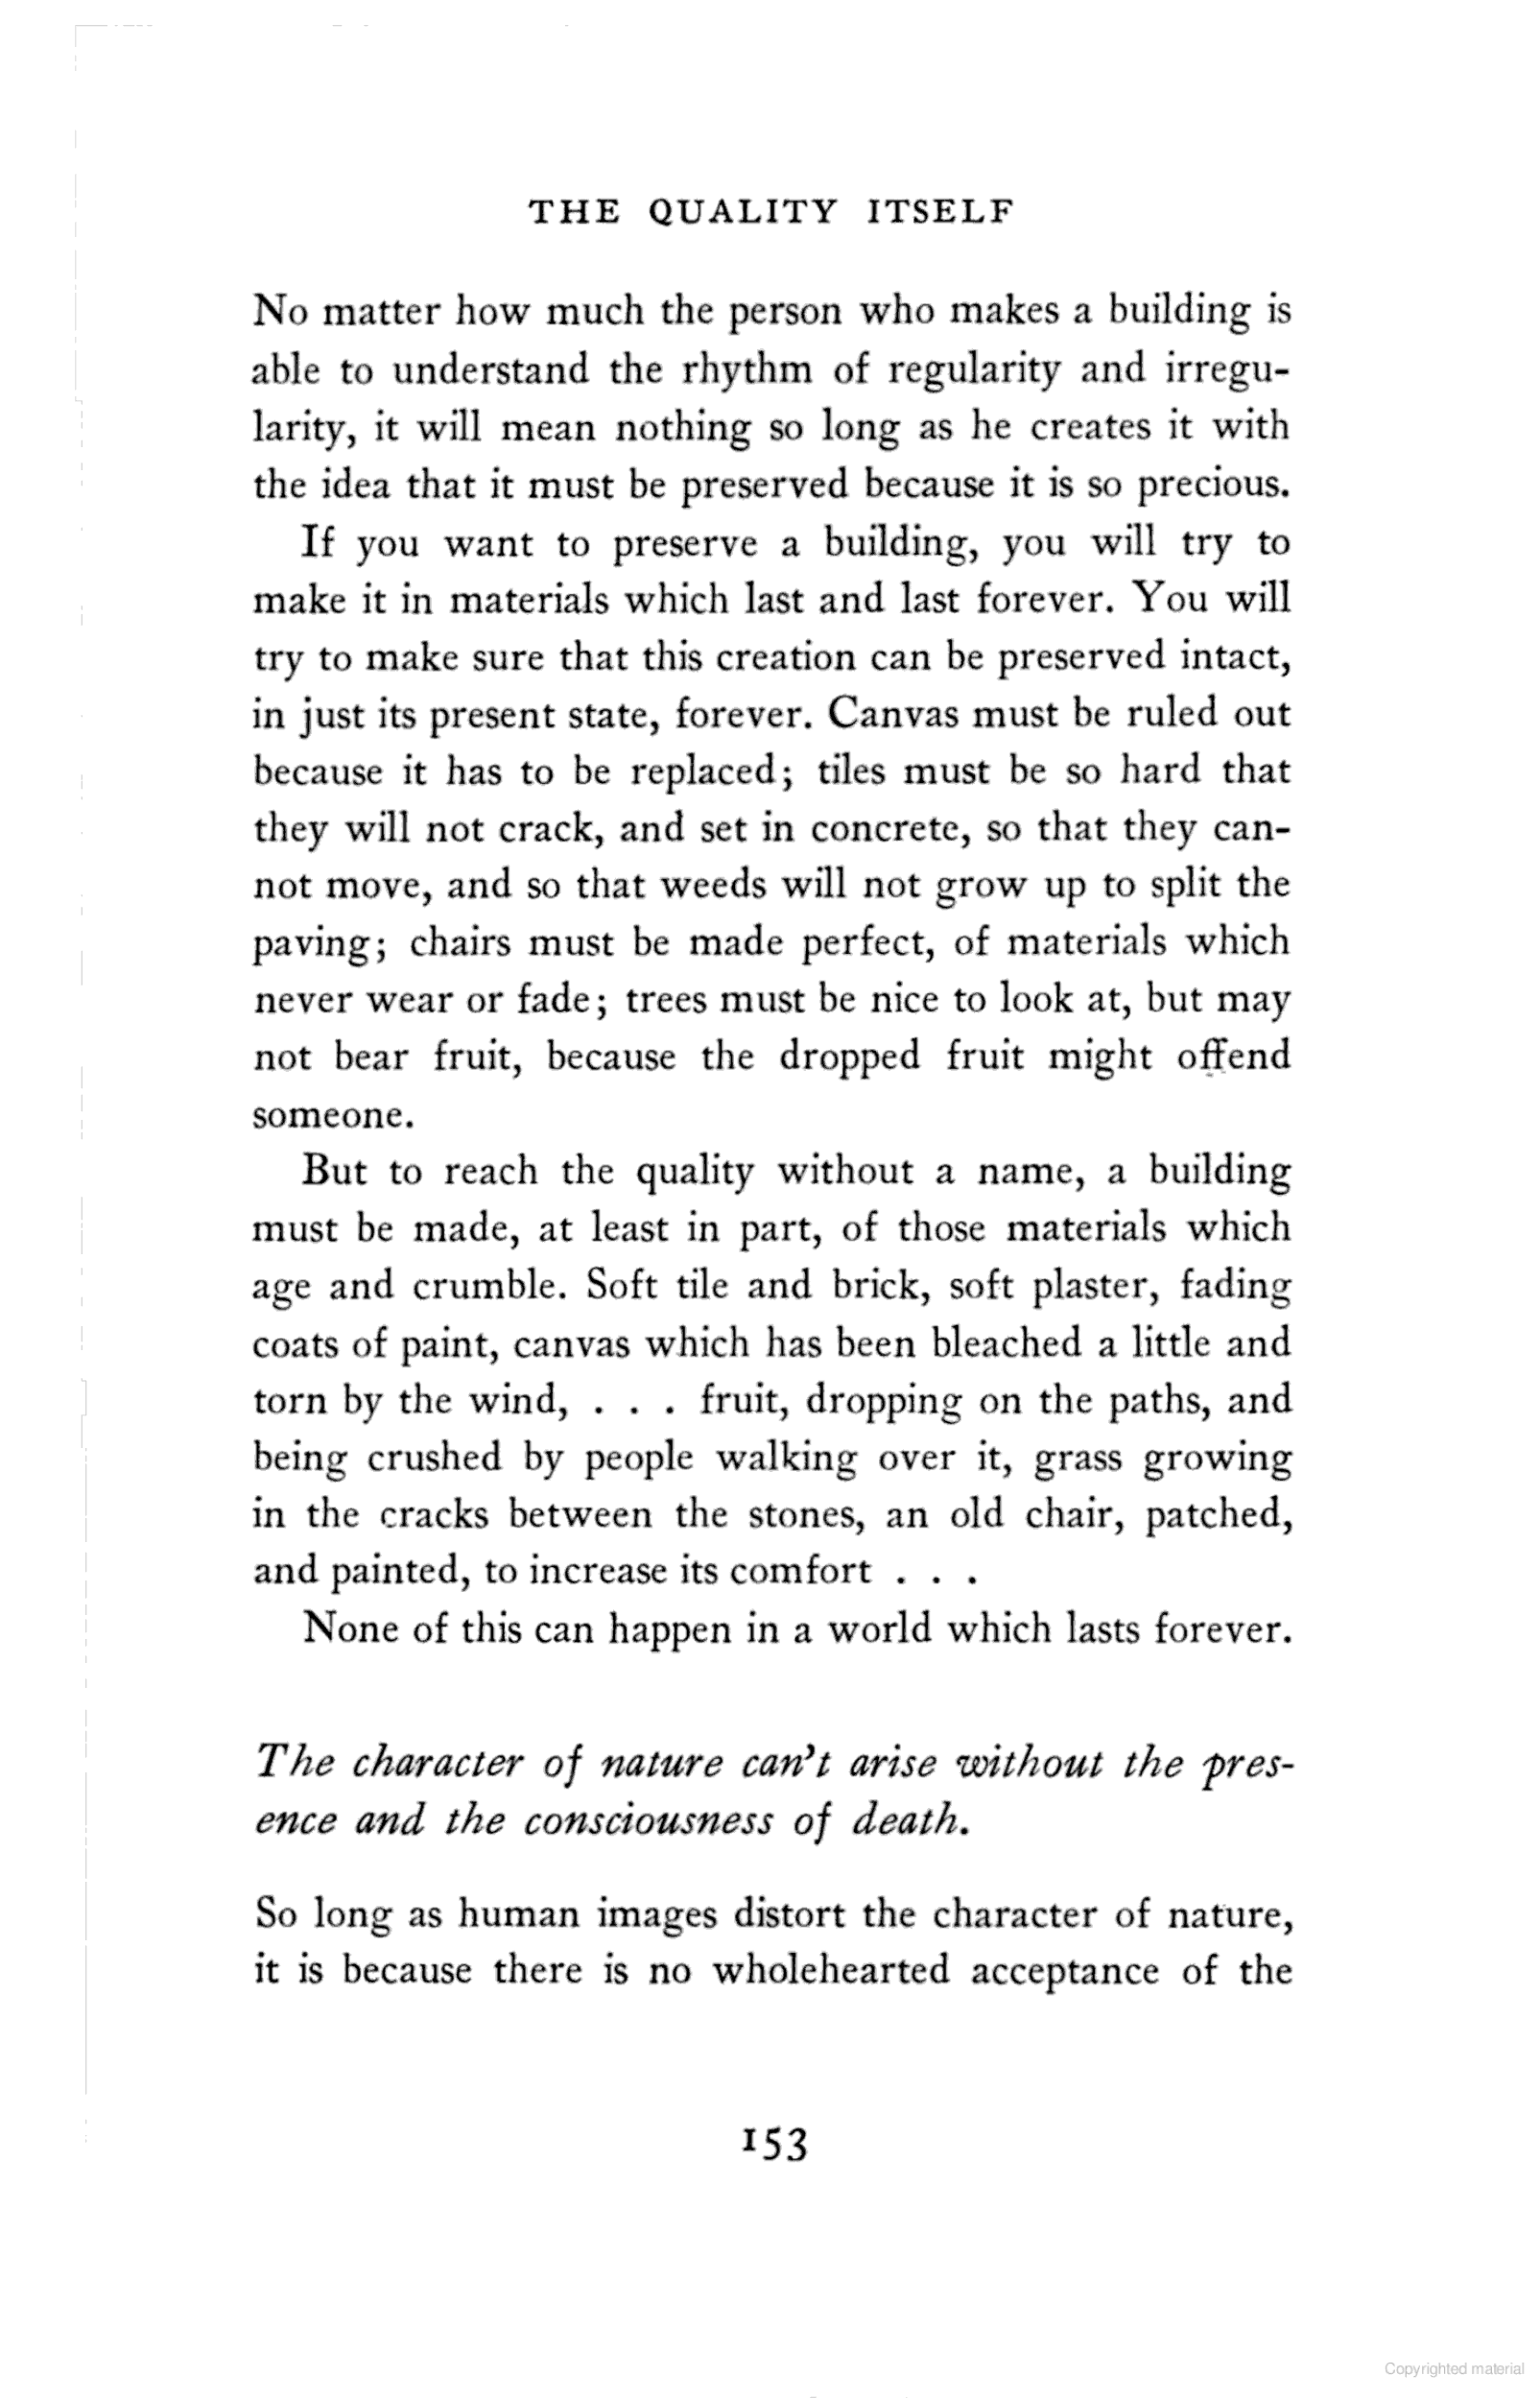 THE QUALITY ITSELF
No matter how much the person who makes a building is
able to understand the rhythm of regularity and irregu-
larity, it will mean nothing so long as he creates it with
the idea that it must be preserved because it is so precious.
If you want to preserve a building, you will try to
make it in materials which last and last forever. You will
try to make sure that this creation can be preserved intact,
in just its present state, forever. Canvas must be ruled out
because it has to be replaced; tiles must be so hard that
they will not crack, and set in concrete, so that they can-
not move, and so that weeds will not grow up to split the
paving; chairs must be made perfect, of materials which
never wear or fade; trees must be nice to look at, but may
not bear fruit, because the dropped fruit might offend
someone.
But to reach the quality without a name, a building
must be made, at least in part, of those materials which
age and crumble. Soft tile and brick, soft plaster, fading
coats of paint, canvas which has been bleached a little and
torn by the wind, . . . fruit, dropping on the paths, and
being crushed by people walking over it, grass growing
in the cracks between the stones, an old chair, patched,
and painted, to increase its comfort . . .
None of this can happen in a world which lasts forever.
The character of nature can't arise without the pres-
ence and the consciousness of death.
So long as human images distort the character of nature,
it is because there is no wholehearted acceptance of the
153
Copyrighted material